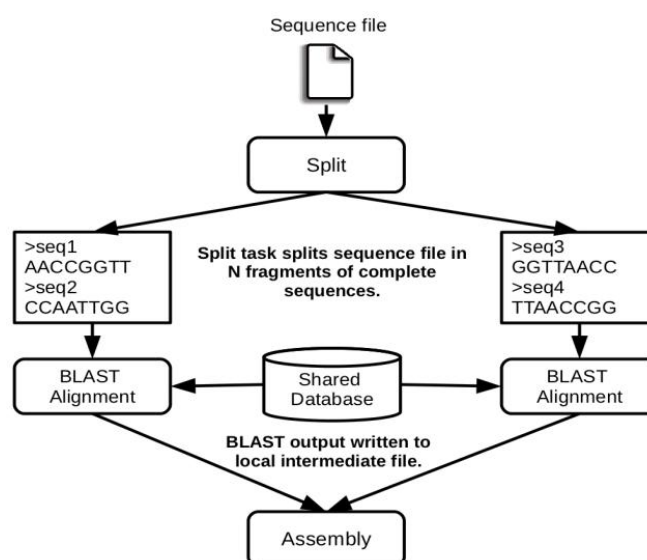 Sequence file
Split
>seq1
AACCGGTT
>seq2
CCAATTGG
Split task splits sequence file in
N fragments of complete
sequences.
>seq3
GGTTAACC
>seq4
TTAACCGG
BLAST
Alignment
Shared
Database
BLAST
Alignment
BLAST output written to
local intermediate file.
Assembly